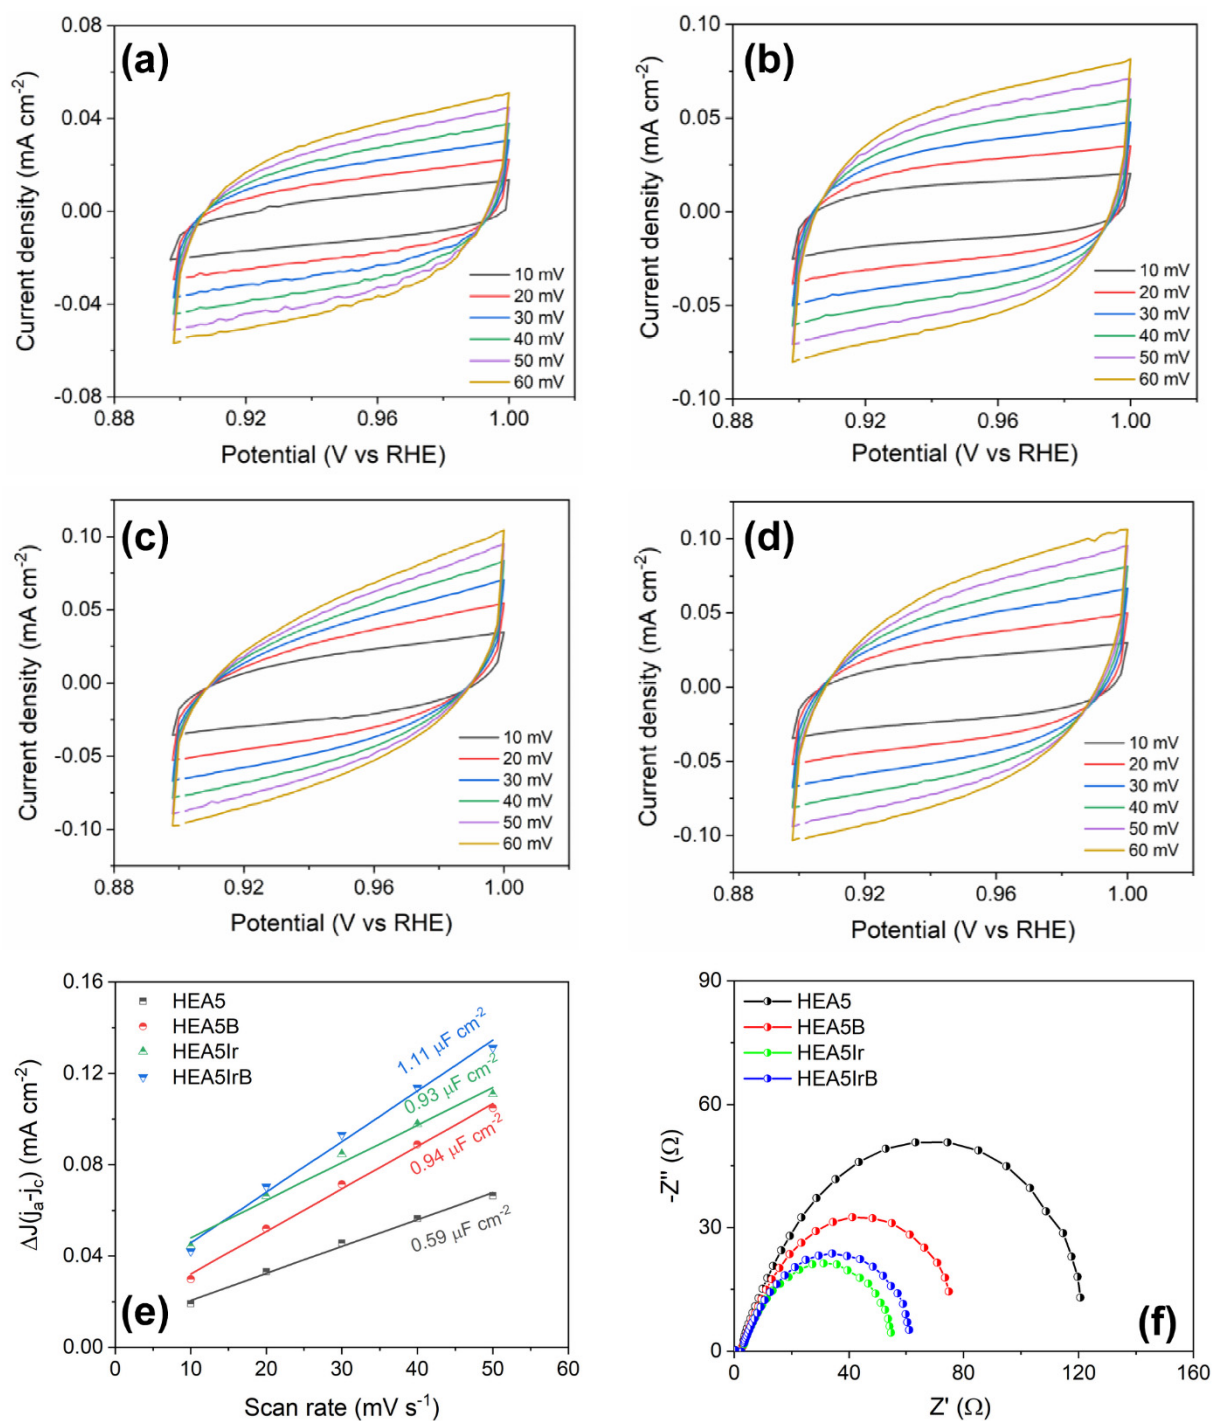 (a)
0.08
0.04
0.00
-0.04
-0.08
Current density (mA cm-2)
10 mV
20 mV
30 mV
40 mV
50 mV
60 mV
0.88
0.92
0.96
1.00
Potential (V vs RHE)
(b)
0.10
0.05
0.00
-0.05
-0.10
Current density (mA cm-2)
10 mV
20 mV
30 mV
40 mV
50 mV
60 mV
0.88
0.92
0.96
1.00
Potential (V vs RHE)
(c)
0.10
0.05
0.00
-0.05
-0.10
Current density (mA cm-2)
10 mV
20 mV
30 mV
40 mV
50 mV
60 mV
0.88
0.92
0.96
1.00
Potential (V vs RHE)
(d)
0.10
0.05
0.00
-0.05
-0.10
Current density (mA cm-2)
10 mV
20 mV
30 mV
40 mV
50 mV
60 mV
0.88
0.92
0.96
1.00
Potential (V vs RHE)
0.16
0.12
0.08
0.04
0.00
ΔJ(ja-jc) (mA cm-2)
HEA5
HEA5B
HEA5Ir
HEA5IrB
1.11 μF cm-2
0.93 μF cm-2
0.94 μF cm-2
0.59 μF cm-2
(e)
0
10
20
30
40
50
60
Scan rate (mV s-1)
90
60
30
0
-Z'' (Ω)
HEA5
HEA5B
HEA5Ir
HEA5IrB
(f)
0
40
80
120
160
Z' (Ω)